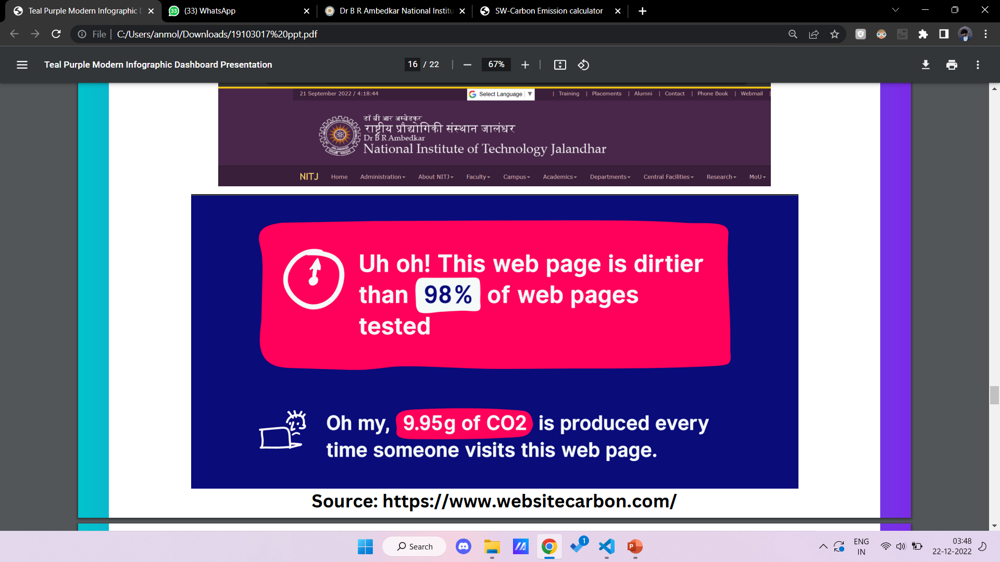 Teal Purple Modern Infographic D
(33) WhatsApp
Dr B R Ambedkar National Institu
SW-Carbon Emission calculator
File
C:/Users/anmol/Downloads/19103017%20ppt.pdf
Teal Purple Modern Infographic Dashboard Presentation
16 / 22
67%
21 September 2022 / 4:18:44
Select Language
| Training | Placements | Alumni | Contact | Phone Book | Webmail |
डॉ बी आर अम्बेडकर
राष्ट्रीय प्रौद्योगिकी संस्थान जालंधर
Dr B R Ambedkar
National Institute of Technology Jalandhar
NITJ Home Administration About NITJ Faculty Campus Academics Departments Central Facilities Research MoU
Uh oh! This web page is dirtier
than 98% of web pages
tested
Oh my, 9.95g of CO2 is produced every
time someone visits this web page.
Source: https://www.websitecarbon.com/
Search
1
ENG
IN
03:48
22-12-2022